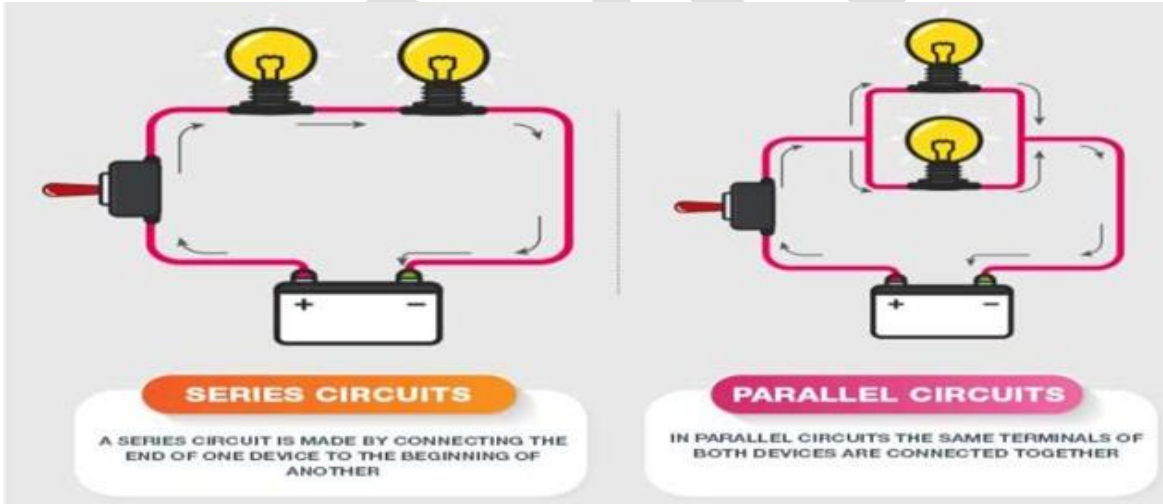 + −
SERIES CIRCUITS
A SERIES CIRCUIT IS MADE BY CONNECTING THE
END OF ONE DEVICE TO THE BEGINNING OF
ANOTHER
+ −
PARALLEL CIRCUITS
IN PARALLEL CIRCUITS THE SAME TERMINALS OF
BOTH DEVICES ARE CONNECTED TOGETHER